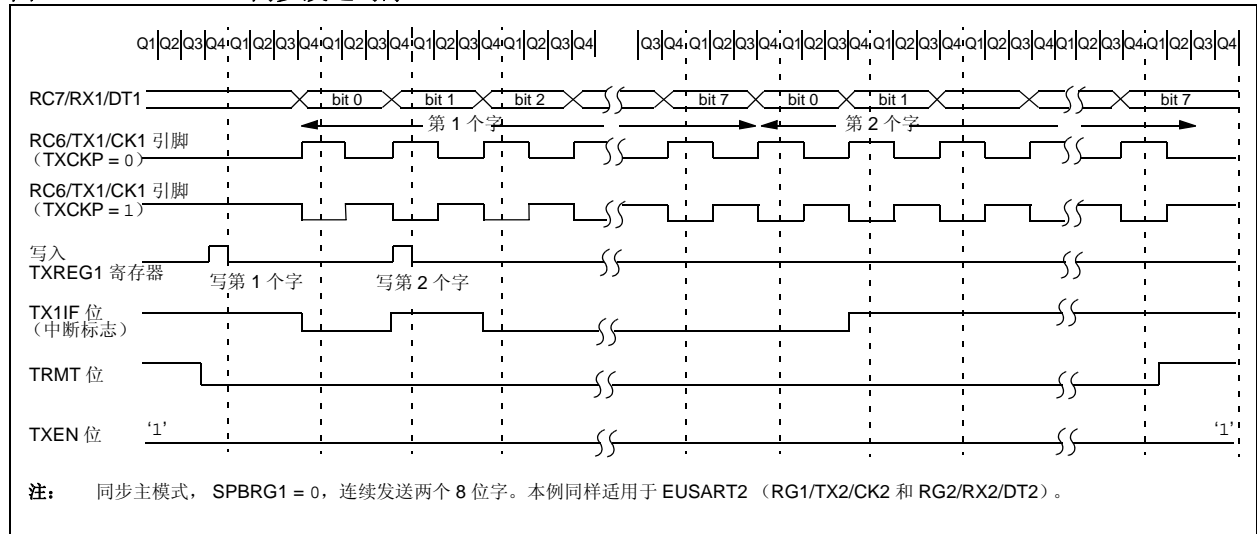 Q1 Q2 Q3 Q4 Q1 Q2 Q3 Q4 Q1 Q2 Q3 Q4 Q1 Q2 Q3 Q4 Q1 Q2 Q3 Q4 Q3 Q4 Q1 Q2 Q3 Q4 Q1 Q2 Q3 Q4 Q1 Q2 Q3 Q4 Q1 Q2 Q3 Q4 Q1 Q2 Q3 Q4 Q1 Q2 Q3 Q4
RC7/RX1/DT1 bit 0 bit 1 bit 2 bit 7 bit 0 bit 1 bit 7
第 1 个字 第 2 个字
RC6/TX1/CK1 引脚
（TXCKP = 0）
RC6/TX1/CK1 引脚
（TXCKP = 1）
写入
TXREG1 寄存器
写第 1 个字 写第 2 个字
TX1IF 位
（中断标志）
TRMT 位
TXEN 位 ‘1’ ‘1’
注： 同步主模式， SPBRG1 = 0，连续发送两个 8 位字。本例同样适用于 EUSART2 （RG1/TX2/CK2 和 RG2/RX2/DT2）。